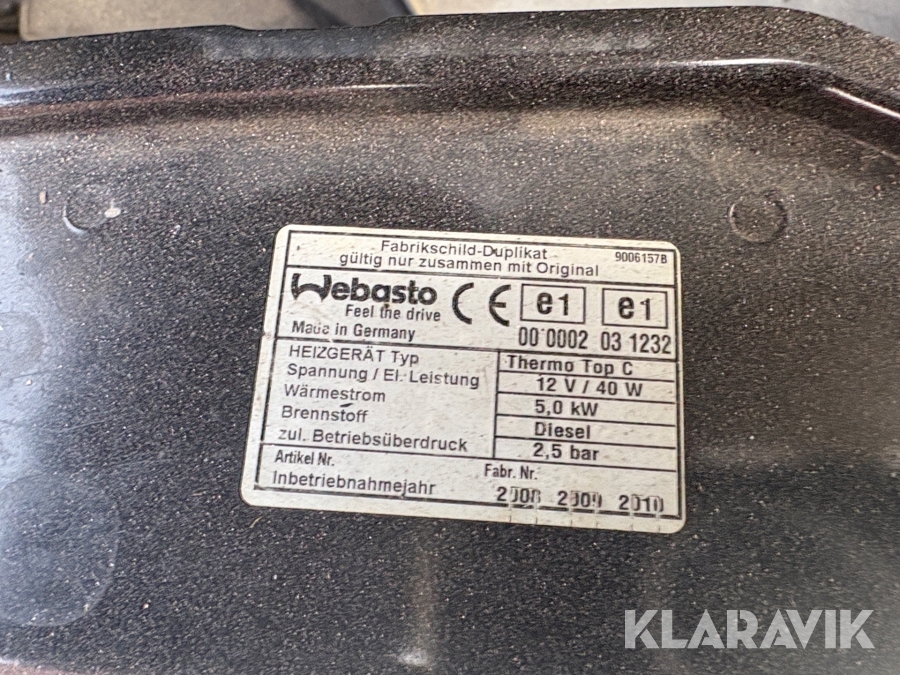 Fabrikschild-Duplikat
gültig nur zusammen mit Original
9006157B
Webasto
Feel the drive
Made in Germany
CE
e1
00 0002
e1
03 1232
HEIZGERÄT Typ
Thermo Top C
Spannung / El. Leistung
12 V / 40 W
Wärmestrom
5,0 kW
Brennstoff
Diesel
zul. Betriebsüberdruck
2,5 bar
Artikel Nr.
Fabr. Nr.
Inbetriebnahmejahr
2008 2009 2010
KLARAVIK